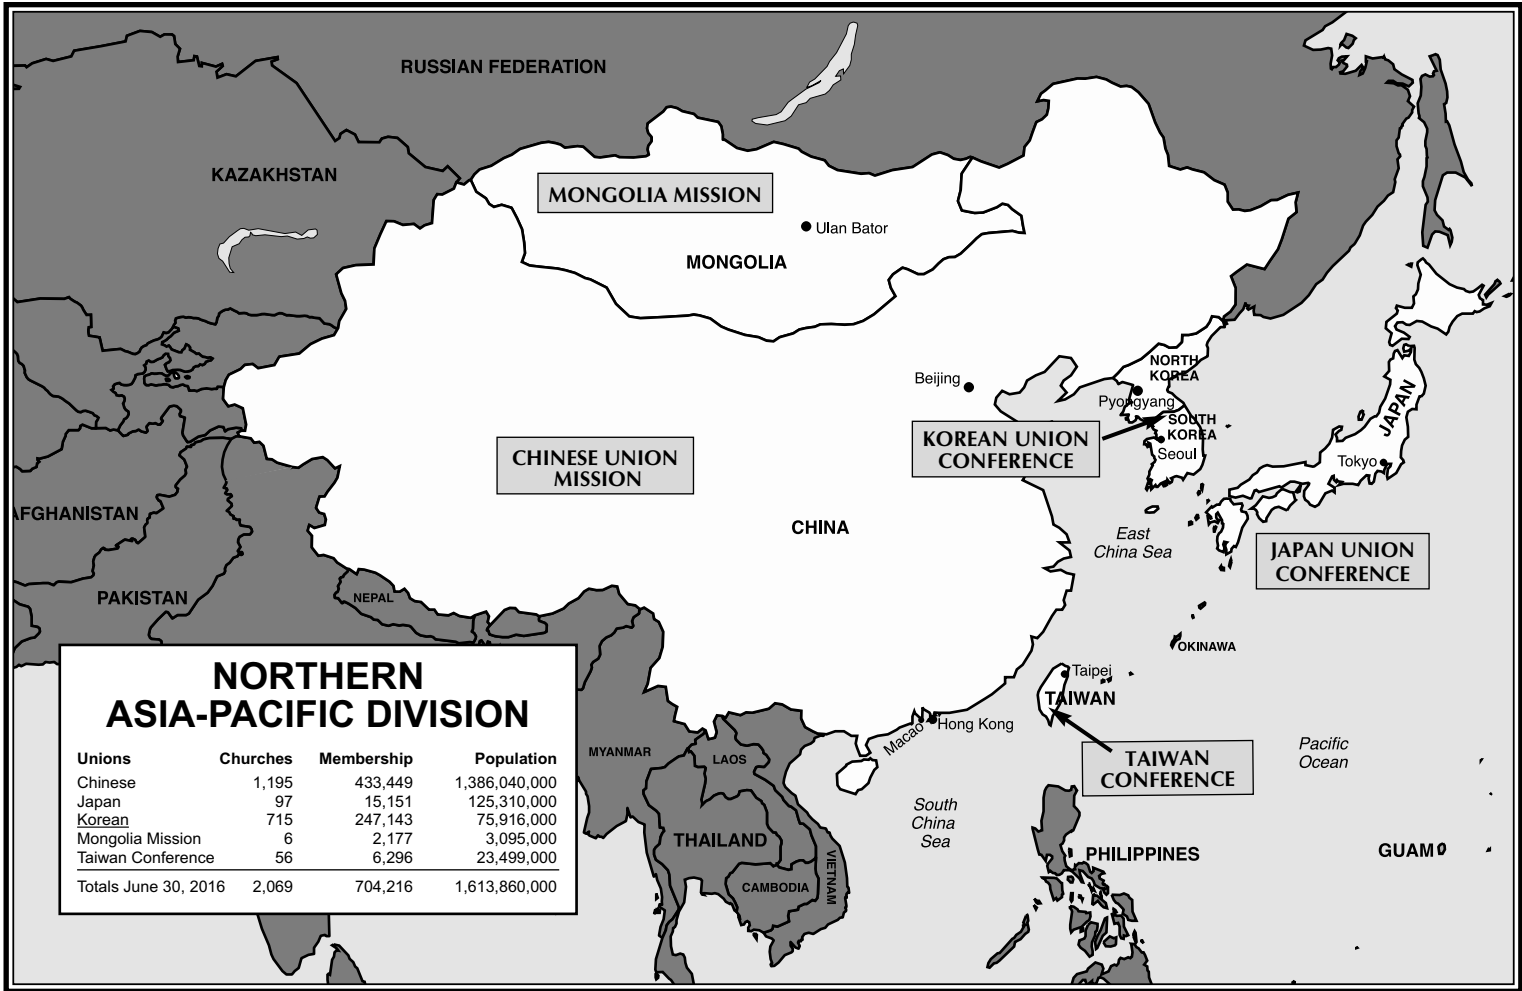 RUSSIAN FEDERATION
KAZAKHSTAN
MONGOLIA MISSION
Ulan Bator
MONGOLIA
NORTH
KOREA
Beijing
Pyongyang
JAPAN
SOUTH
KOREA
Seoul
KOREAN UNION
CONFERENCE
Tokyo
CHINESE UNION
MISSION
AFGHANISTAN
CHINA
East
China Sea
JAPAN UNION
CONFERENCE
PAKISTAN
NEPAL
OKINAWA
Taipei
TAIWAN
Macao
Hong Kong
MYANMAR
LAOS
TAIWAN
CONFERENCE
Pacific
Ocean
South
China
Sea
THAILAND
VIETNAM
CAMBODIA
PHILIPPINES
GUAM
NORTHERN
ASIA-PACIFIC DIVISION
Unions Churches Membership Population
Chinese 1,195 433,449 1,386,040,000
Japan 97 15,151 125,310,000
Korean 715 247,143 75,916,000
Mongolia Mission 6 2,177 3,095,000
Taiwan Conference 56 6,296 23,499,000
Totals June 30, 2016 2,069 704,216 1,613,860,000